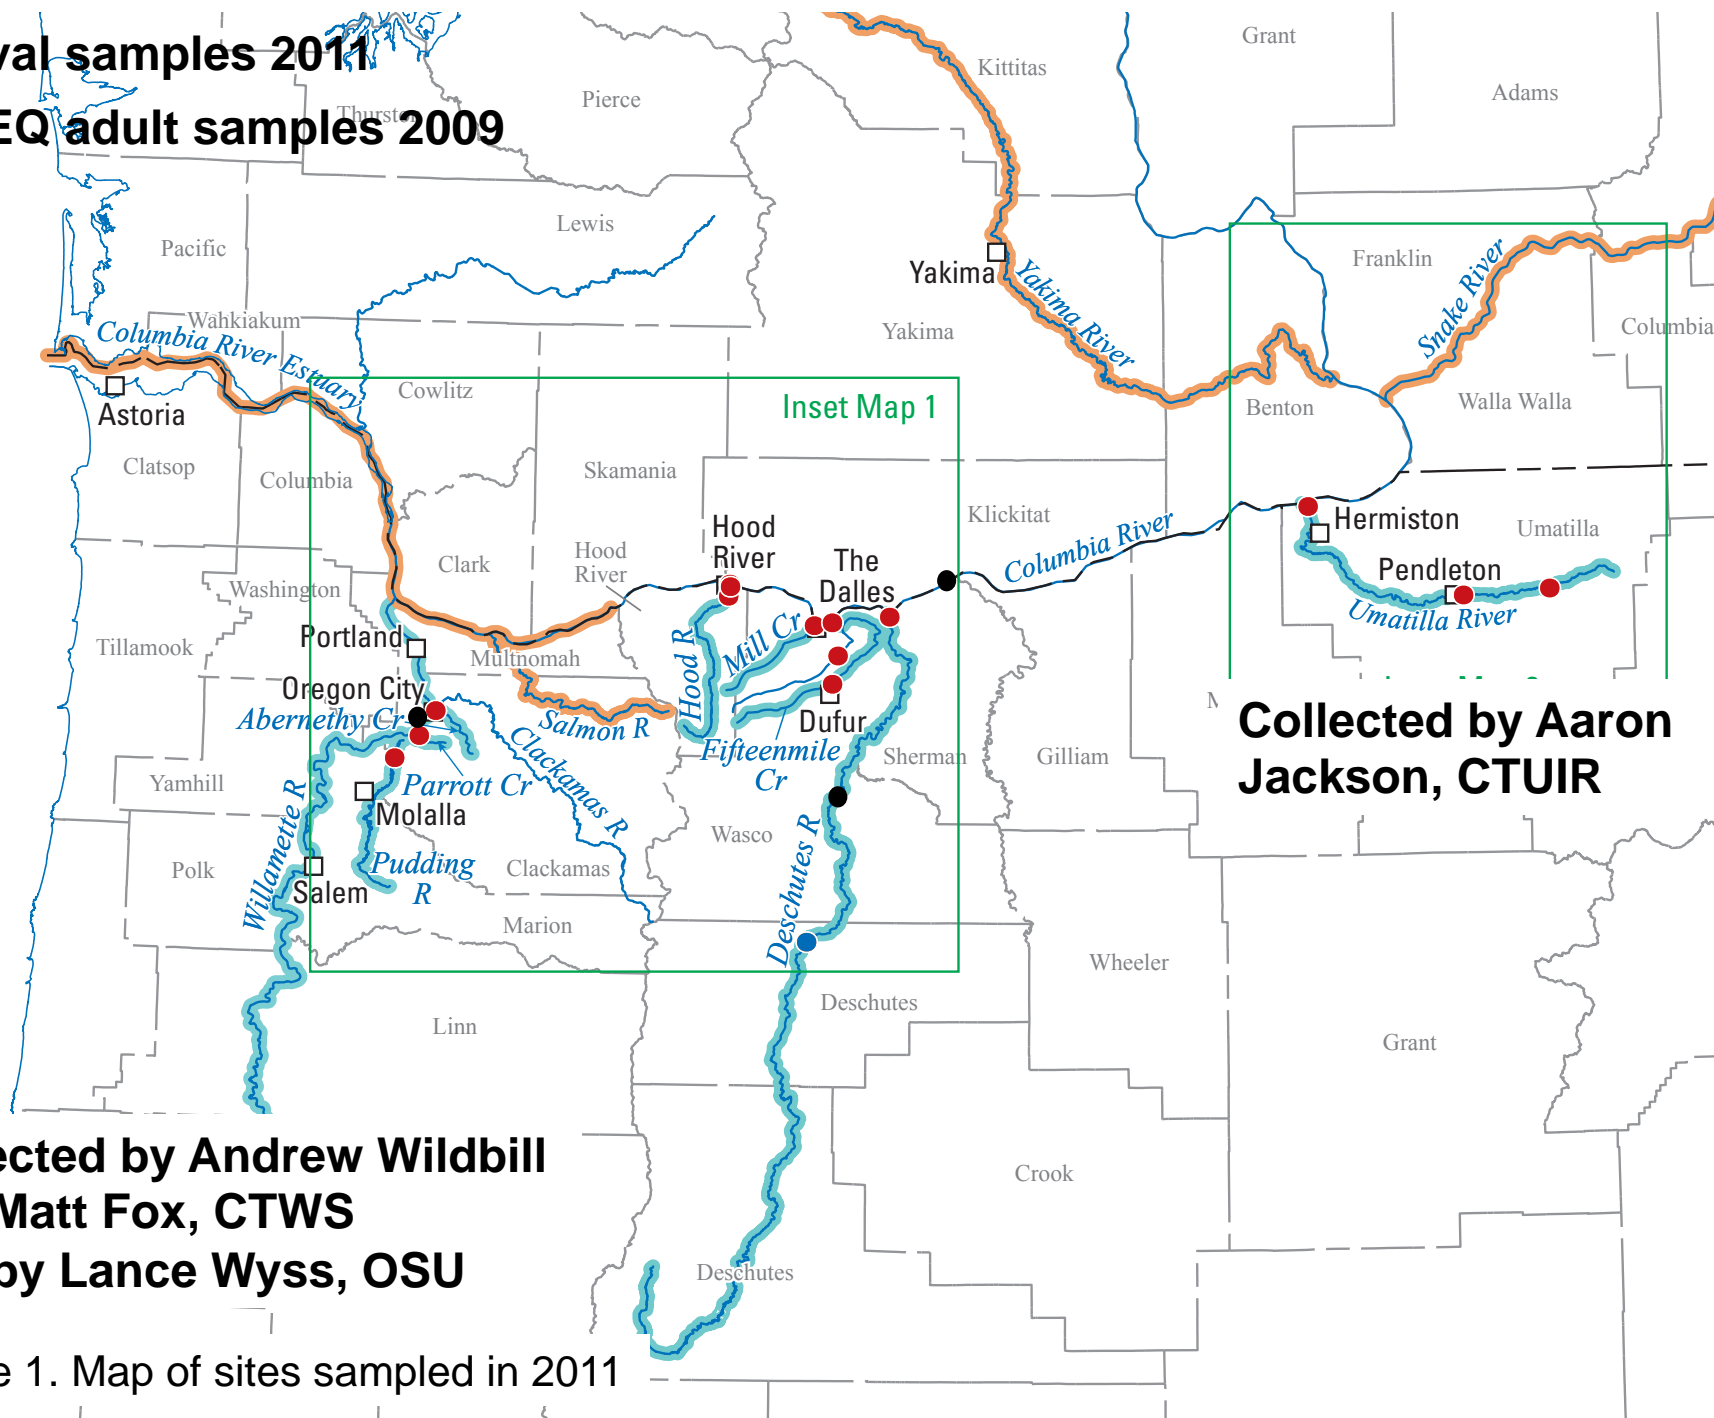 val samples 2011
EQ adult samples 2009
Grant
Kittitas
Adams
Pierce
Thurston
Lewis
Pacific
Franklin
Snake River
Yakima
Yakima River
Yakima
Wahkiakum
Columbia River Estuary
Columbia
Cowlitz
Inset Map 1
Benton
Walla Walla
Astoria
Clatsop
Columbia
Skamania
Klickitat
Columbia River
Hermiston
Umatilla
Hood
River
Hood
River
The
Dalles
Clark
Washington
Pendleton
Umatilla River
Tillamook
Portland
Multnomah
Mill Cr
Hood R
Oregon City
Abernethy Cr
Salmon R
Dufur
Fifteenmile
Cr
Sherman
Gilliam
Collected by Aaron
Jackson, CTUIR
Yamhill
Parrott Cr
Clackamas R
Molalla
Willamette R
Wasco
Polk
Pudding
R
Clackamas
Salem
Marion
Deschutes R
Wheeler
Deschutes
Linn
Grant
ected by Andrew Wildbill
Matt Fox, CTWS
by Lance Wyss, OSU
Crook
Deschutes
e 1. Map of sites sampled in 2011